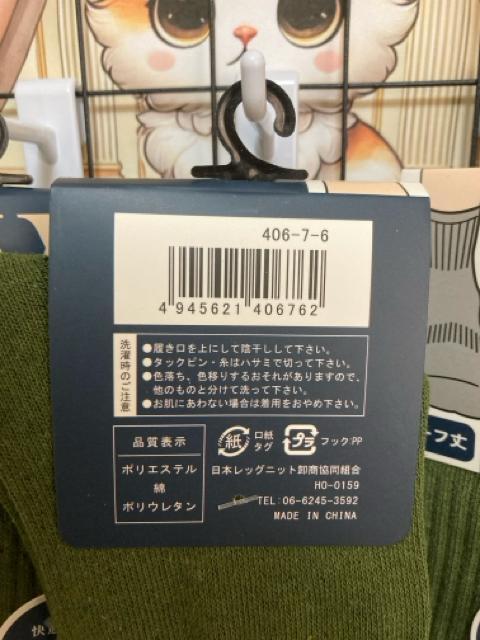 406-7-6
4 945621 406762
洗濯時のご注意
●履き口を上にして陰干しして下さい。
●タックピン・糸はハサミで切って下さい。
●色落ち、色移りするおそれがありますので、
他のものと分けて洗って下さい。
●お肌にあわない場合は着用をおやめ下さい。
品質表示
ポリエステル
綿
ポリウレタン
紙 口紙
タグ
プラ フック:PP
日本レッグニット卸商協同組合
HO-0159
TEL:06-6245-3592
MADE IN CHINA
ーフ丈
快